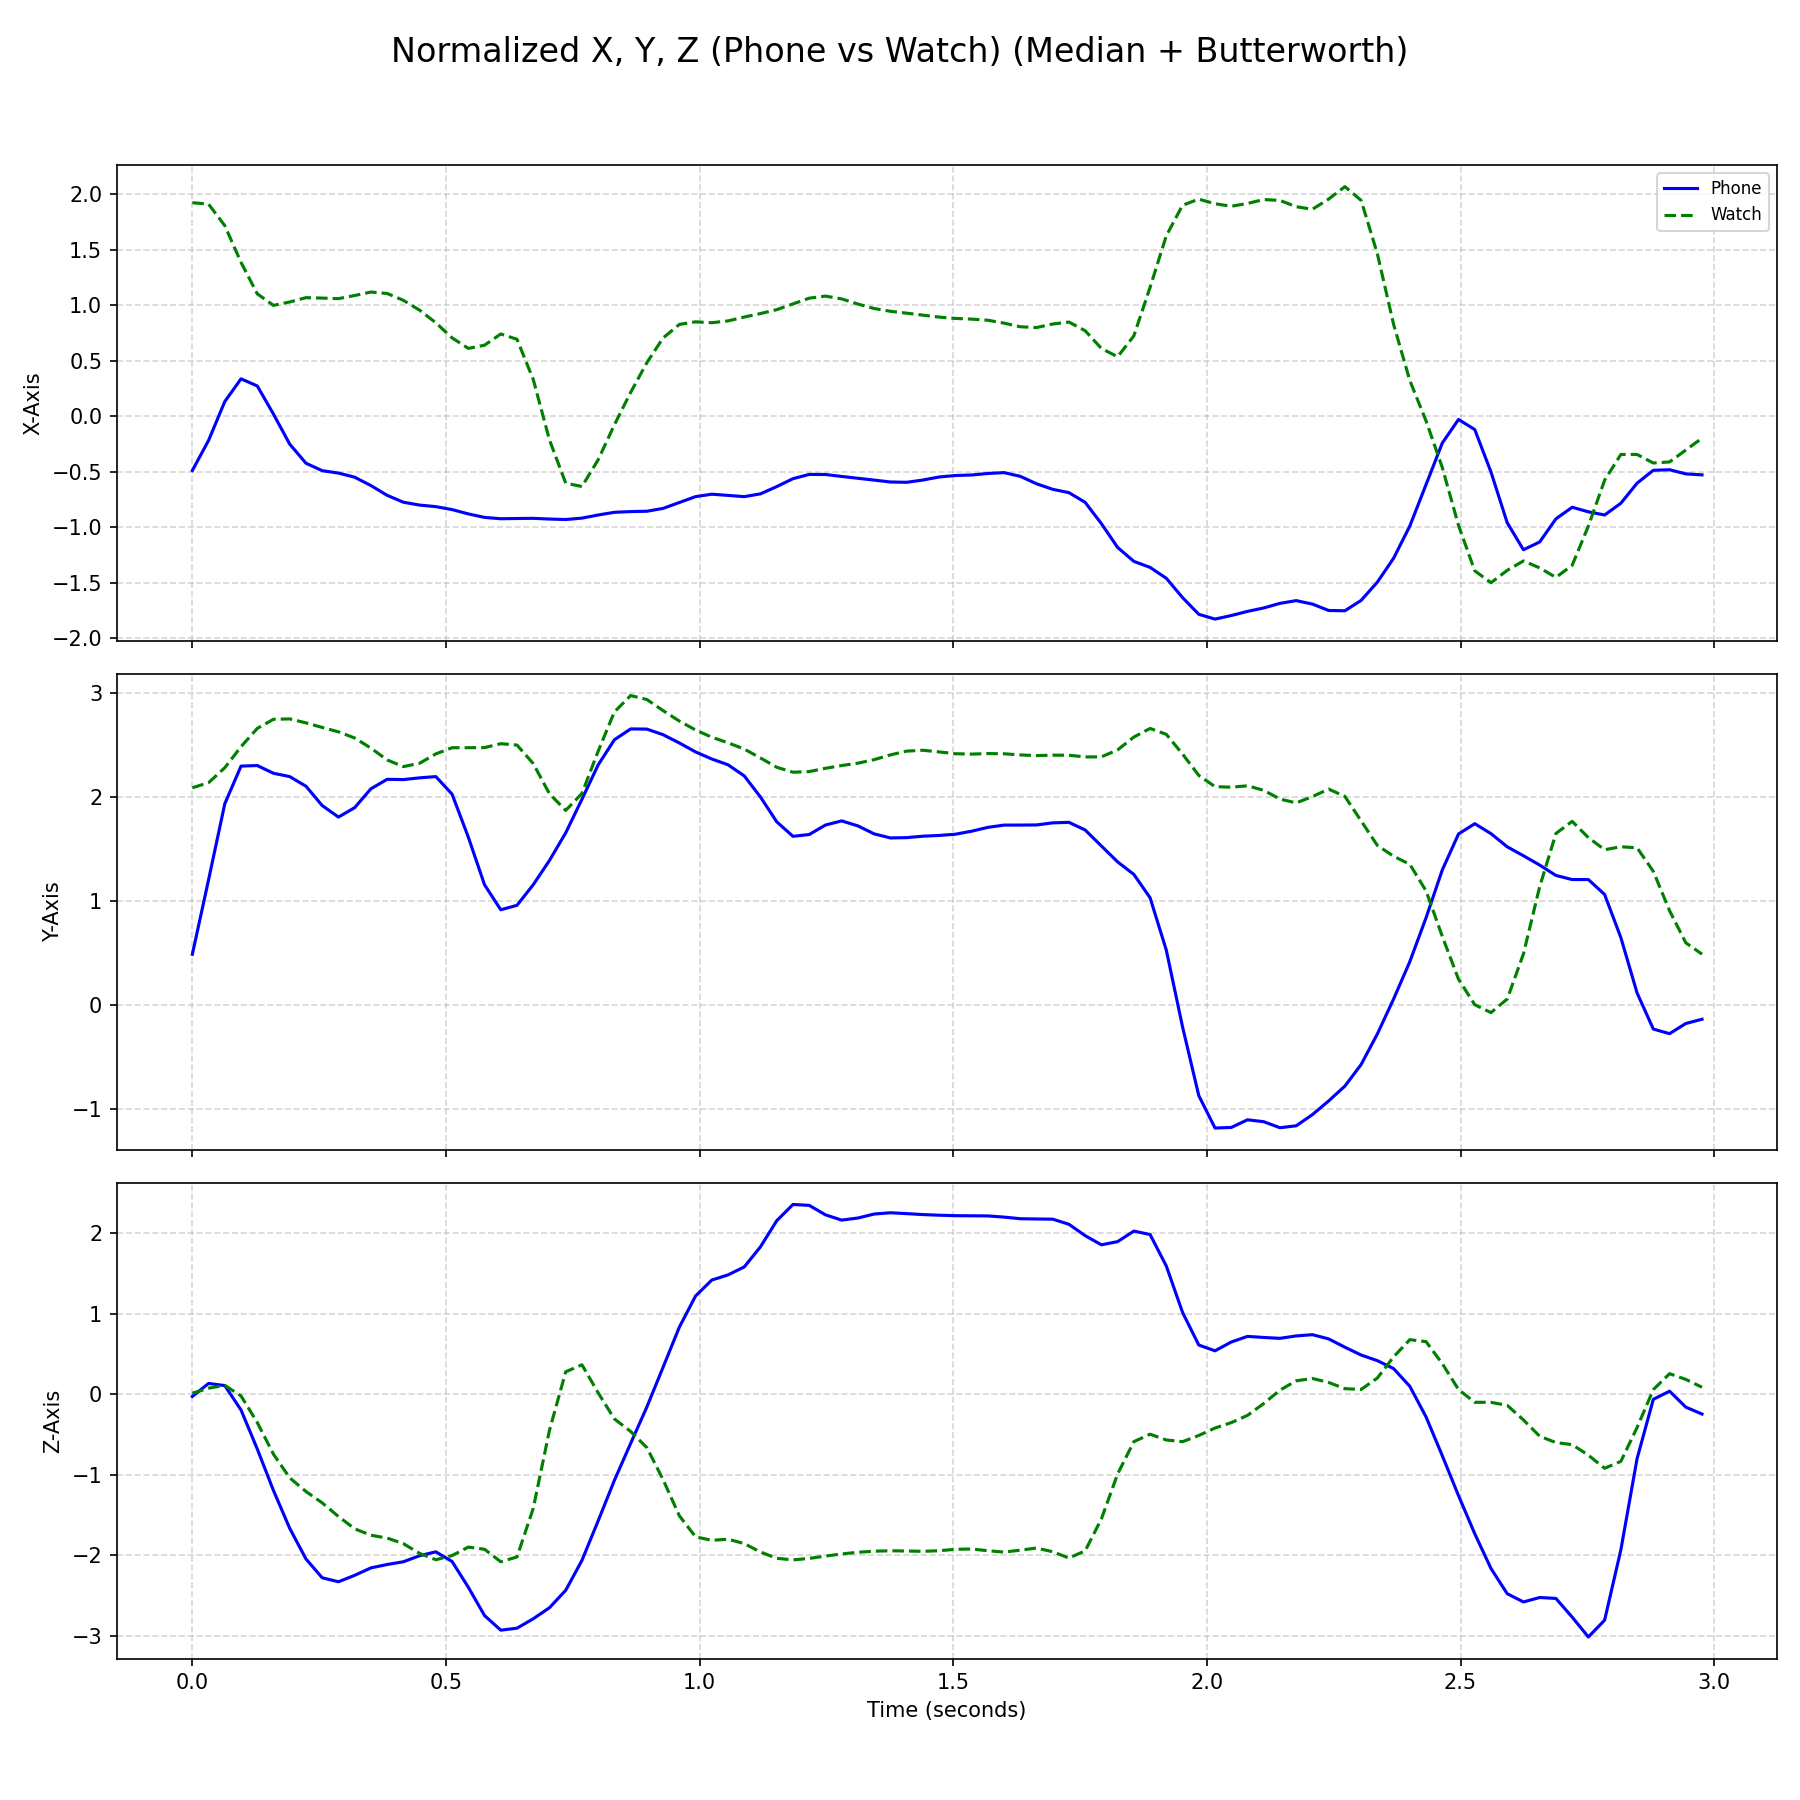 Normalized X, Y, Z (Phone vs Watch) (Median + Butterworth)
Phone
Watch
2.0
1.5
1.0
0.5
0.0
−0.5
−1.0
−1.5
−2.0
X-Axis
3
2
1
0
−1
Y-Axis
2
1
0
−1
−2
−3
Z-Axis
0.0 0.5 1.0 1.5 2.0 2.5 3.0
Time (seconds)